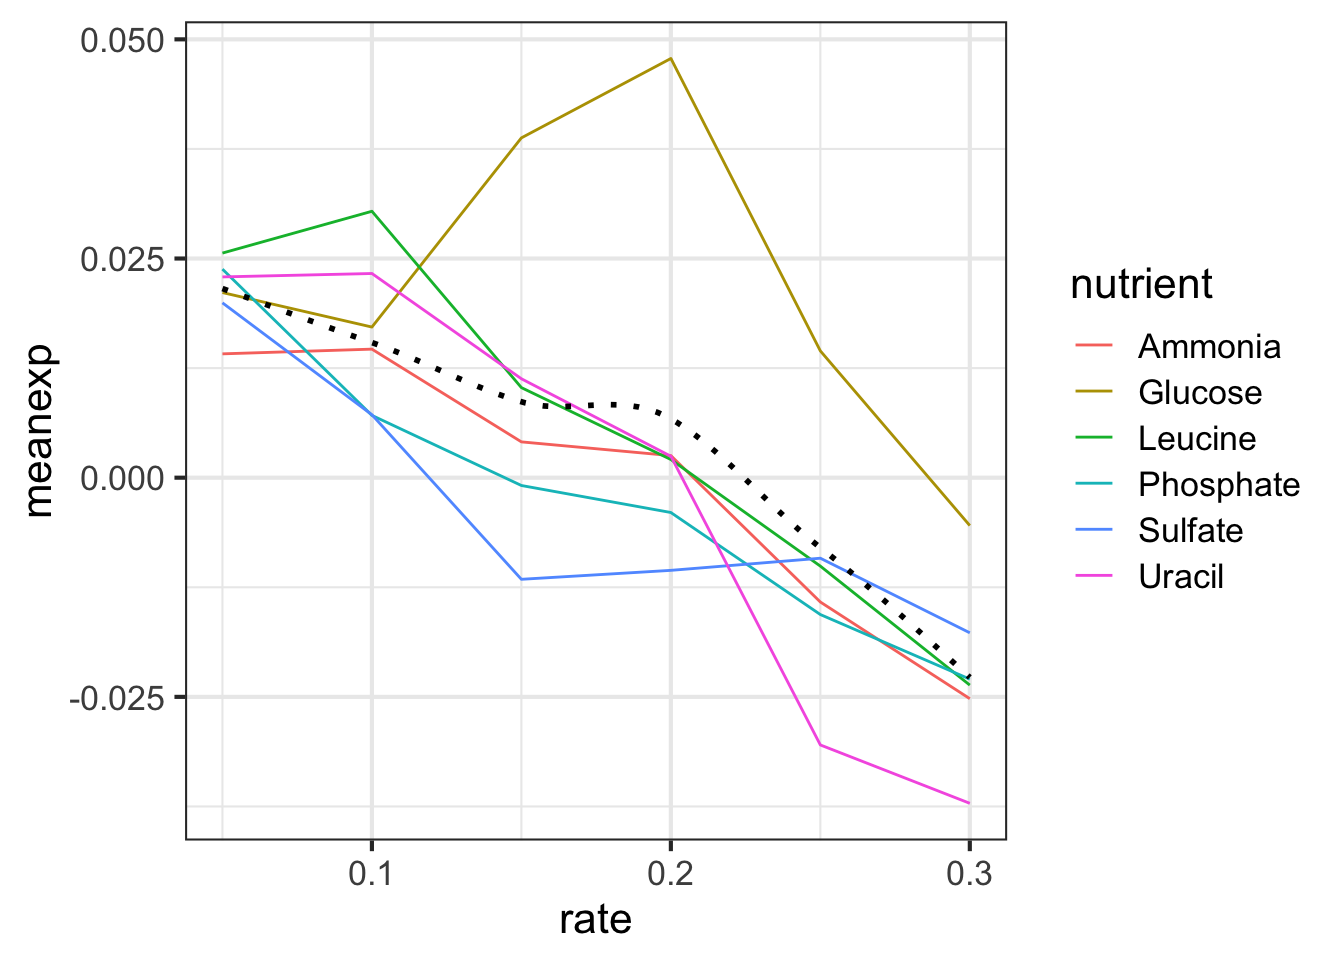 0.050
0.025
0.000
-0.025
meanexp
0.1
0.2
0.3
rate
nutrient
Ammonia
Glucose
Leucine
Phosphate
Sulfate
Uracil